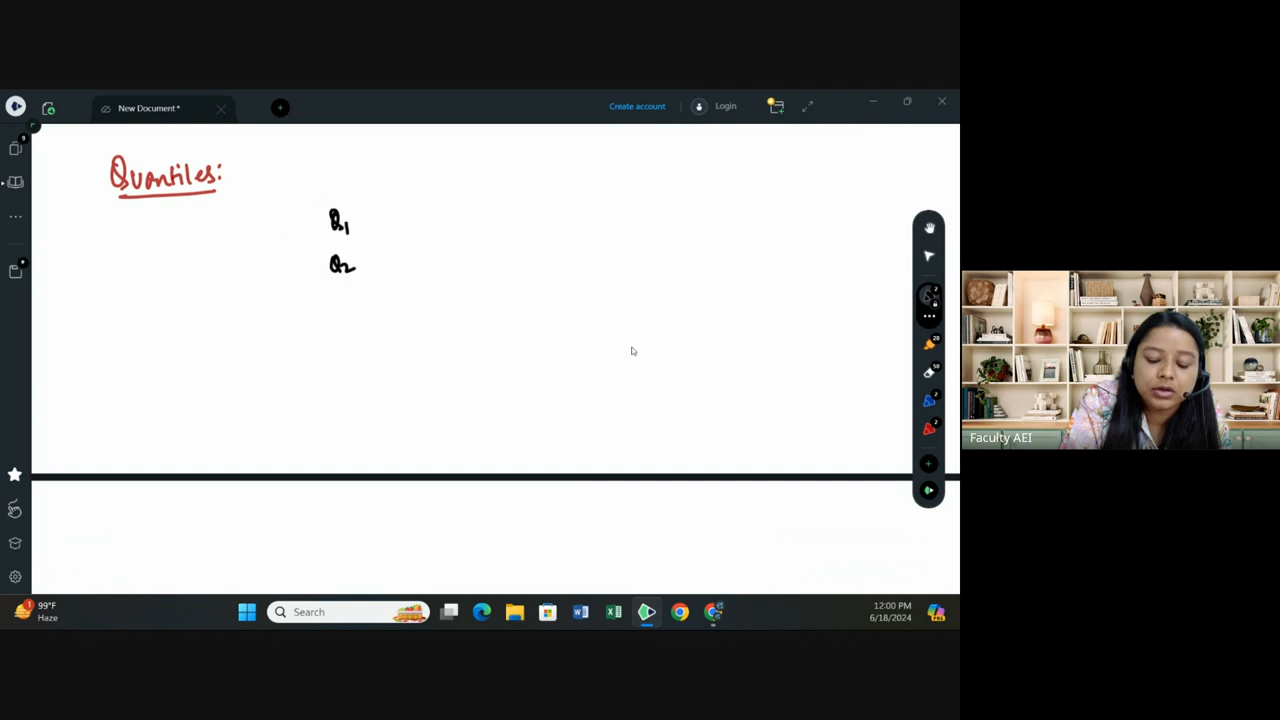 New Document*
Create account
Login
Quantiles:
Q1
Q2
Faculty AEI
99°F
Haze
Search
12:00 PM
6/18/2024